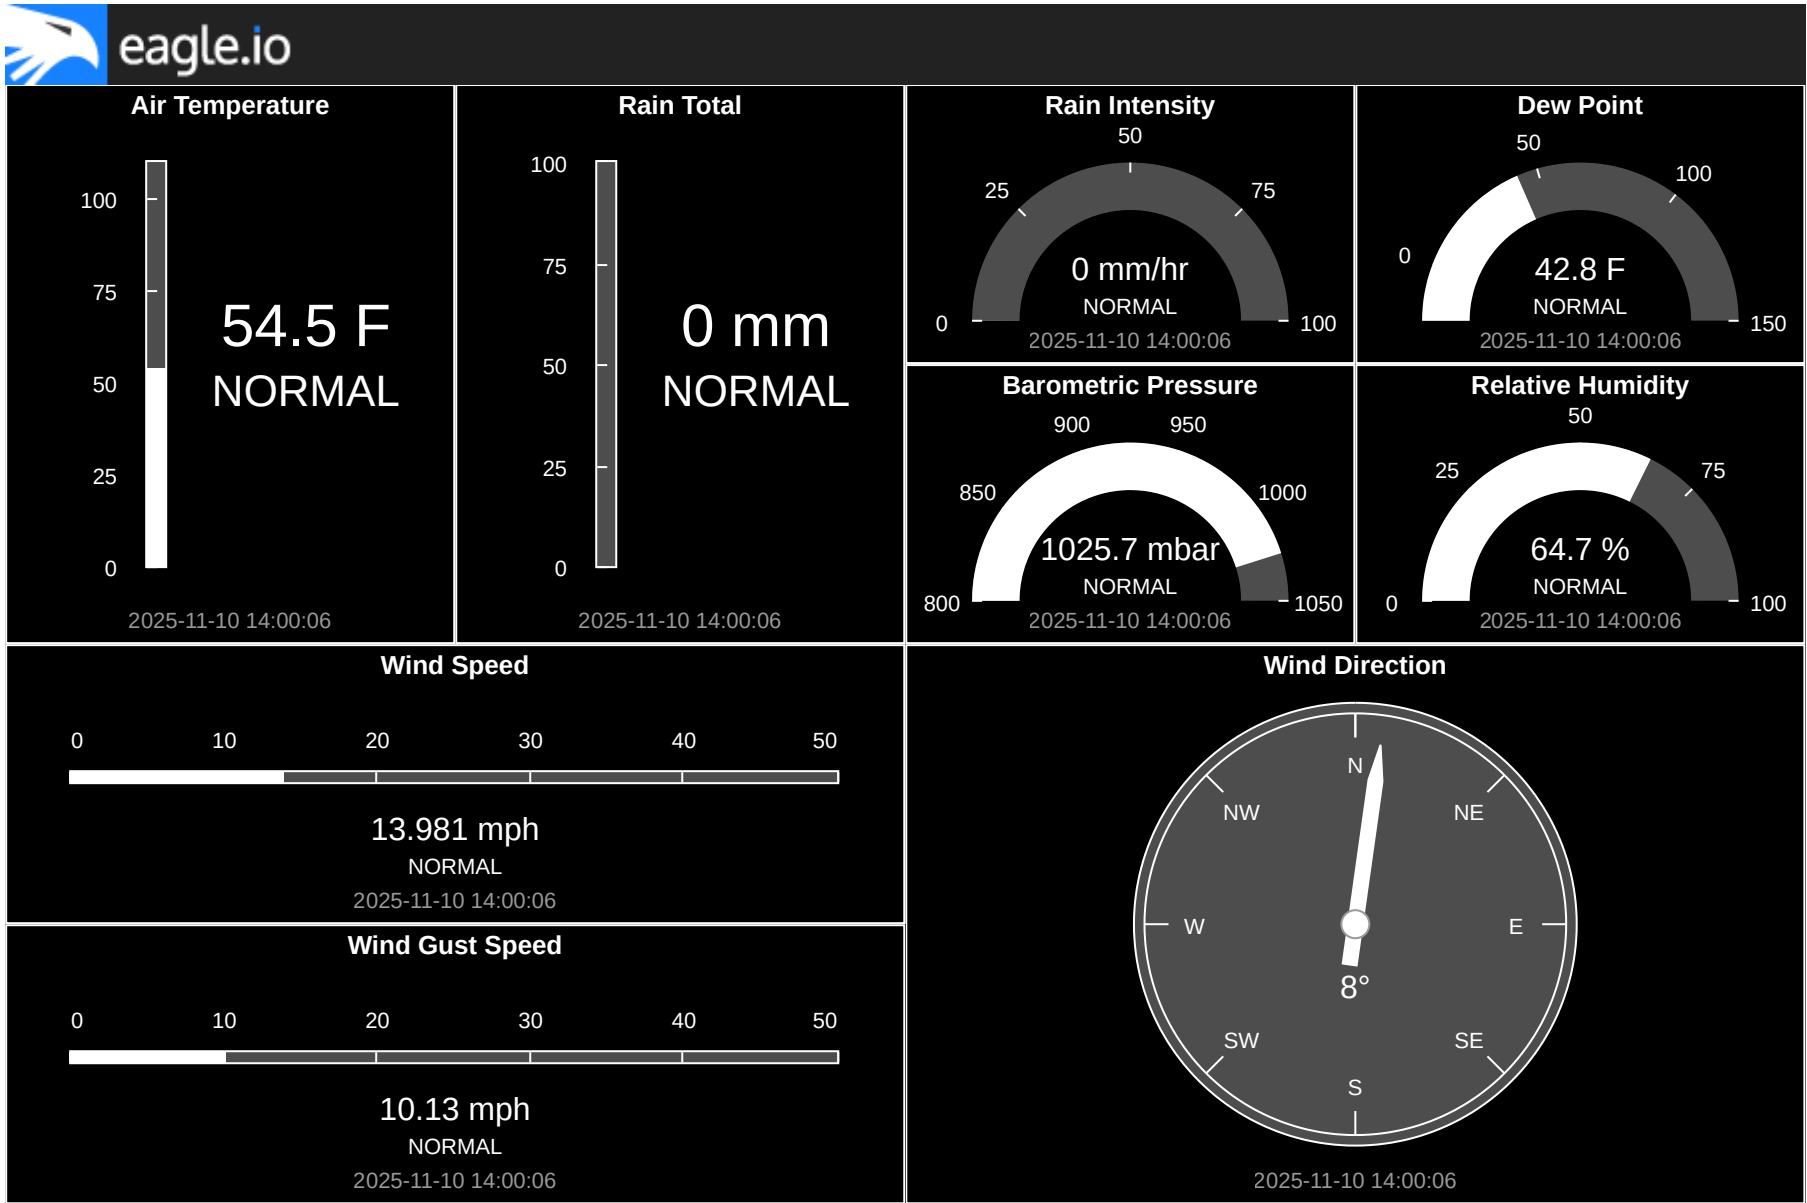 eagle.io
Air Temperature
100
75
50
25
0
54.5 F
NORMAL
2025-11-10 14:00:06
Rain Total
100
75
50
25
0
0 mm
NORMAL
2025-11-10 14:00:06
Rain Intensity
50
25
75
0
100
0 mm/hr
NORMAL
2025-11-10 14:00:06
Dew Point
50
100
0
150
42.8 F
NORMAL
2025-11-10 14:00:06
Barometric Pressure
900
950
850
1000
800
1050
1025.7 mbar
NORMAL
2025-11-10 14:00:06
Relative Humidity
50
25
75
0
100
64.7 %
NORMAL
2025-11-10 14:00:06
Wind Speed
0 10 20 30 40 50
13.981 mph
NORMAL
2025-11-10 14:00:06
Wind Gust Speed
0 10 20 30 40 50
10.13 mph
NORMAL
2025-11-10 14:00:06
Wind Direction
N
NW
NE
W
E
8°
SW
SE
S
2025-11-10 14:00:06